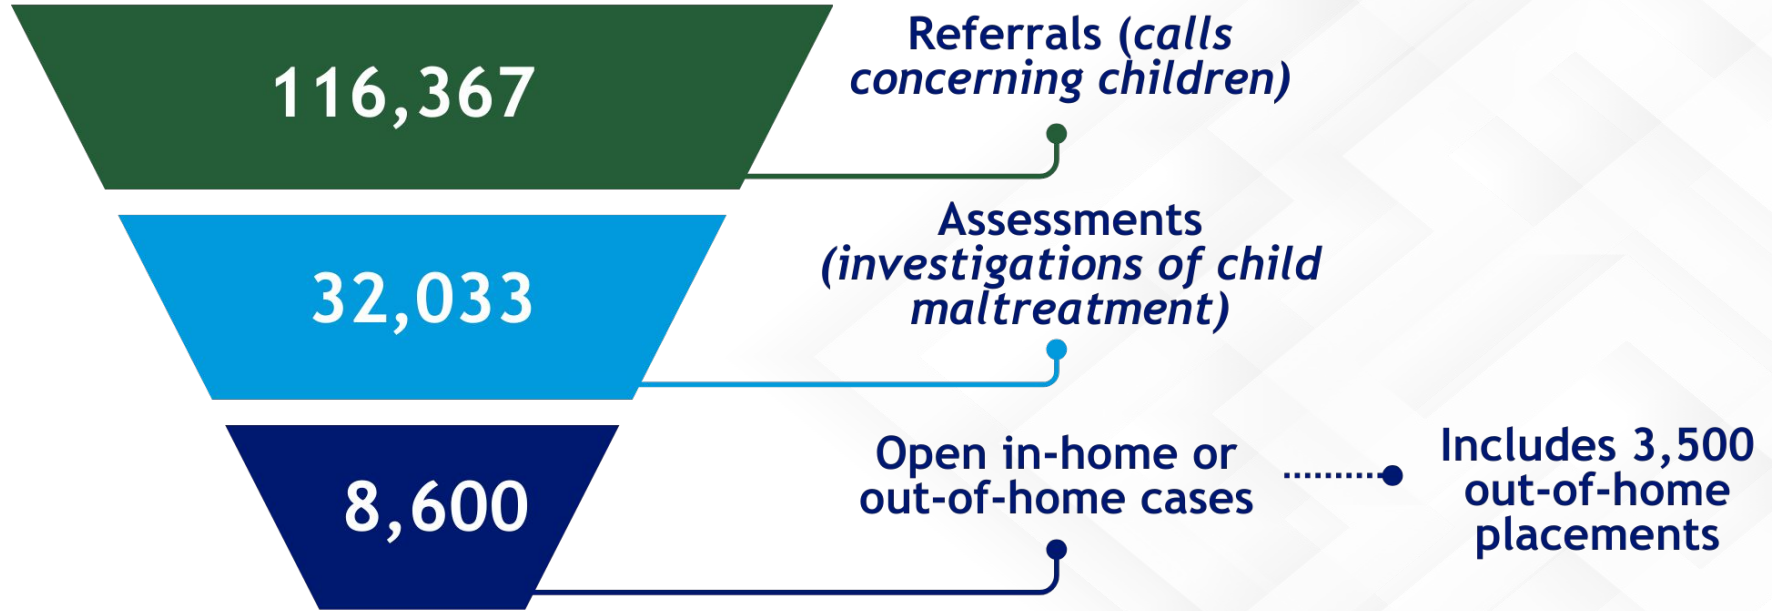 116,367
Referrals (calls
concerning children)
32,033
Assessments
(investigations of child
maltreatment)
8,600
Open in-home or
out-of-home cases
Includes 3,500
out-of-home
placements